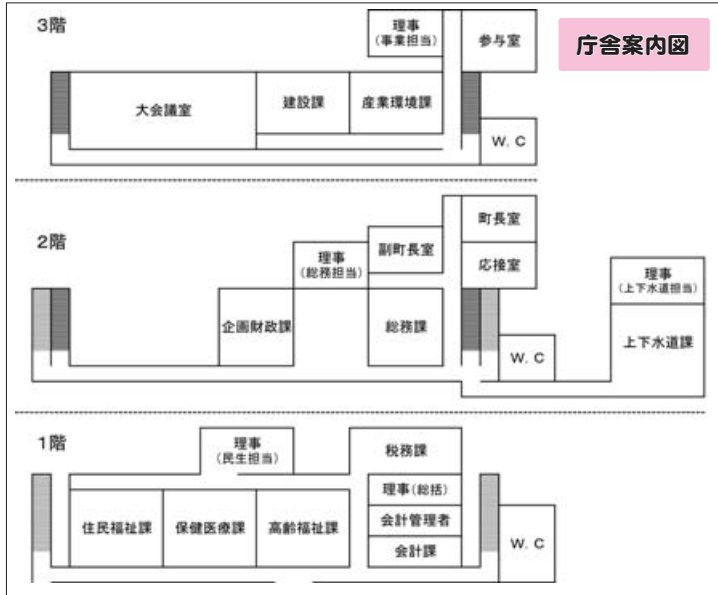 庁舎案内図
3階
理事
(事業担当)
参与室
大会議室
建設課
産業環境課
W.C
2階
町長室
副町長室
理事
(総務担当)
応接室
理事
(上下水道担当)
企画財政課
総務課
上下水道課
W.C
1階
理事
(民生担当)
税務課
理事(総括)
住民福祉課
保健医療課
高齢福祉課
会計管理者
会計課
W.C